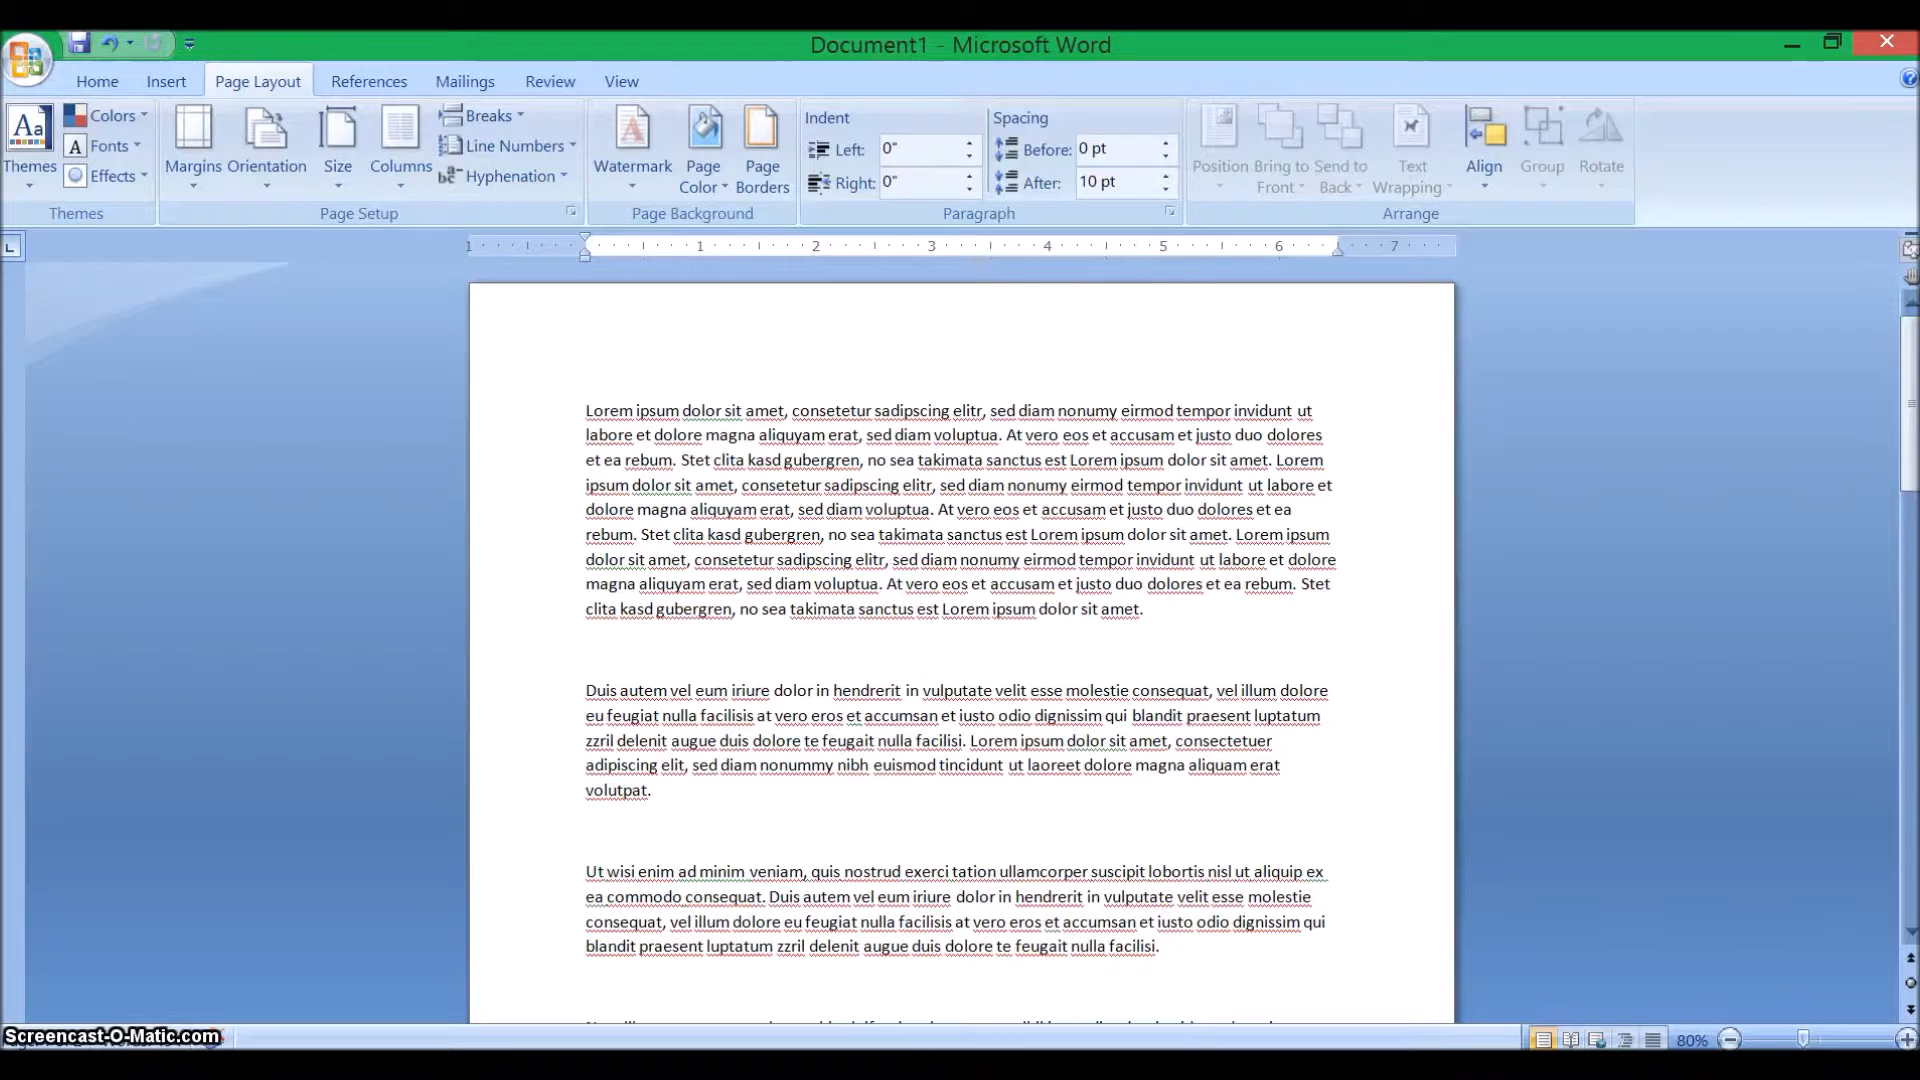 Document1 - Microsoft Word
Home Insert Page Layout References Mailings Review View
Themes
Colors
Fonts
Effects
Themes
Margins
Orientation
Size
Columns
Breaks
Line Numbers
Hyphenation
Page Setup
Watermark
Page
Color
Page
Borders
Page Background
Indent
Left: 0"
Right: 0"
Spacing
Before: 0 pt
After: 10 pt
Paragraph
Position
Bring to
Front
Send to
Back
Text
Wrapping
Align
Group
Rotate
Arrange
1 1 2 3 4 5 6 7
Lorem ipsum dolor sit amet, consetetur sadipscing elitr, sed diam nonumy eirmod tempor invidunt ut
labore et dolore magna aliquyam erat, sed diam voluptua. At vero eos et accusam et justo duo dolores
et ea rebum. Stet clita kasd gubergren, no sea takimata sanctus est Lorem ipsum dolor sit amet. Lorem
ipsum dolor sit amet, consetetur sadipscing elitr, sed diam nonumy eirmod tempor invidunt ut labore et
dolore magna aliquyam erat, sed diam voluptua. At vero eos et accusam et justo duo dolores et ea
rebum. Stet clita kasd gubergren, no sea takimata sanctus est Lorem ipsum dolor sit amet. Lorem ipsum
dolor sit amet, consetetur sadipscing elitr, sed diam nonumy eirmod tempor invidunt ut labore et dolore
magna aliquyam erat, sed diam voluptua. At vero eos et accusam et justo duo dolores et ea rebum. Stet
clita kasd gubergren, no sea takimata sanctus est Lorem ipsum dolor sit amet.
Duis autem vel eum iriure dolor in hendrerit in vulputate velit esse molestie consequat, vel illum dolore
eu feugiat nulla facilisis at vero eros et accumsan et iusto odio dignissim qui blandit praesent luptatum
zzril delenit augue duis dolore te feugait nulla facilisi. Lorem ipsum dolor sit amet, consectetuer
adipiscing elit, sed diam nonummy nibh euismod tincidunt ut laoreet dolore magna aliquam erat
volutpat.
Ut wisi enim ad minim veniam, quis nostrud exerci tation ullamcorper suscipit lobortis nisl ut aliquip ex
ea commodo consequat. Duis autem vel eum iriure dolor in hendrerit in vulputate velit esse molestie
consequat, vel illum dolore eu feugiat nulla facilisis at vero eros et accumsan et iusto odio dignissim qui
blandit praesent luptatum zzril delenit augue duis dolore te feugait nulla facilisi.
Screencast-O-Matic.com
80%